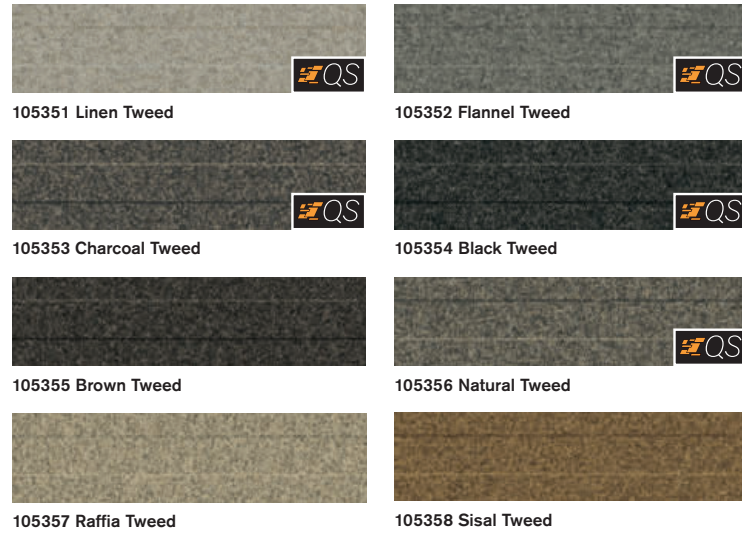 QS
QS
105351 Linen Tweed
105352 Flannel Tweed
QS
QS
105353 Charcoal Tweed
105354 Black Tweed
QS
105355 Brown Tweed
105356 Natural Tweed
105357 Raffia Tweed
105358 Sisal Tweed